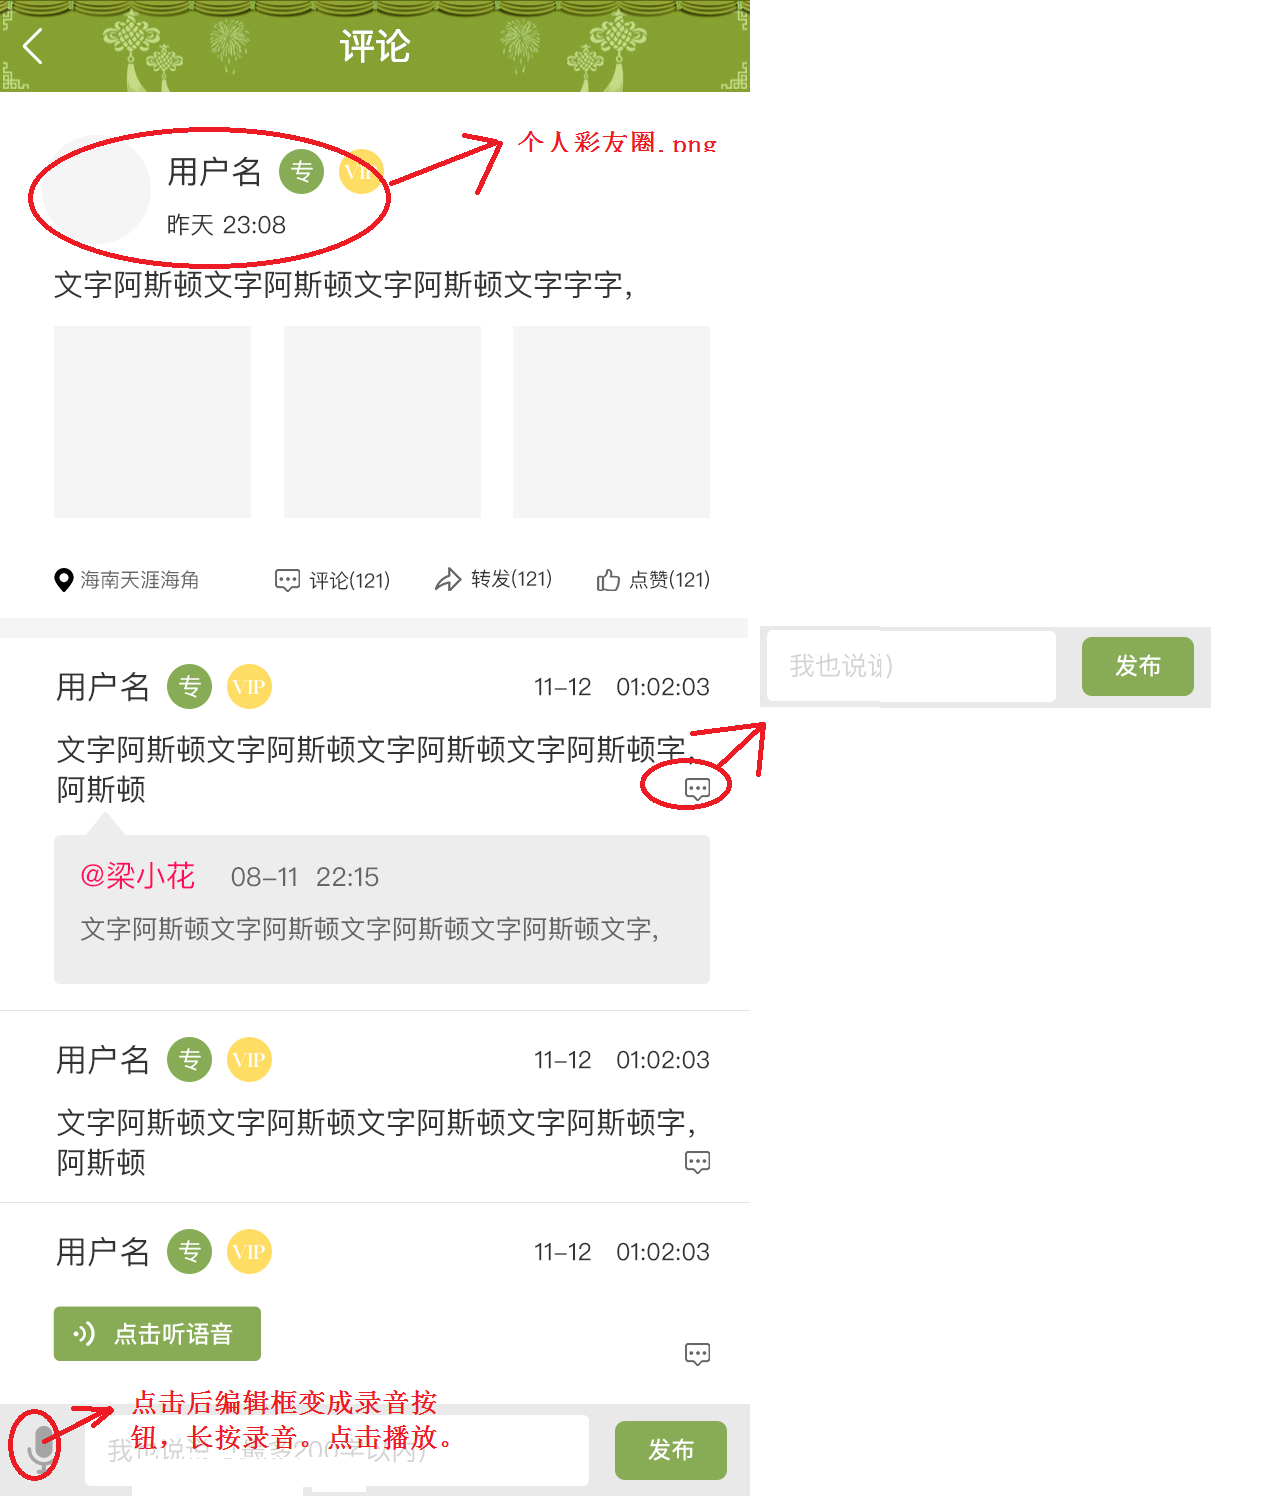 评论
个人彩友圈.png
用户名 专 VIP
昨天 23:08
文字阿斯顿文字阿斯顿文字阿斯顿文字字字，
海南天涯海角 评论(121) 转发(121) 点赞(121)
用户名 专 VIP 11-12 01:02:03
我也说 发布
文字阿斯顿文字阿斯顿文字阿斯顿文字阿斯顿字，
阿斯顿
@梁小花 08-11 22:15
文字阿斯顿文字阿斯顿文字阿斯顿文字阿斯顿文字，
用户名 专 VIP 11-12 01:02:03
文字阿斯顿文字阿斯顿文字阿斯顿文字阿斯顿字，
阿斯顿
用户名 专 VIP 11-12 01:02:03
点击听语音
点击后编辑框变成录音按
钮，长按录音。点击播放。
我也说 最多200字以内) 发布